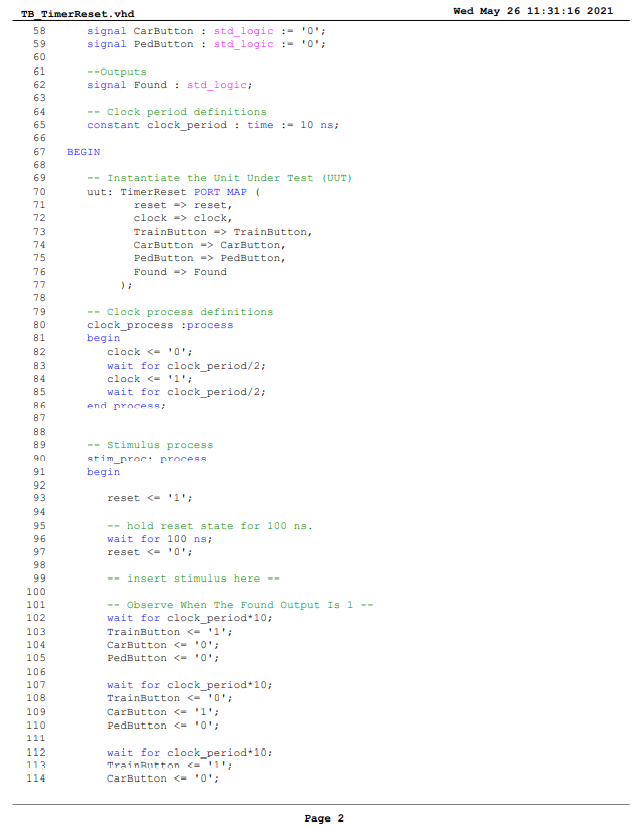 TB_TimerReset.vhd Wed May 26 11:31:16 2021
58 signal CarButton : std_logic := '0';
59 signal PedButton : std_logic := '0';
60
61 --Outputs
62 signal Found : std_logic;
63
64 -- Clock period definitions
65 constant clock_period : time := 10 ns;
66
67 BEGIN
68
69 -- Instantiate the Unit Under Test (UUT)
70 uut: TimerReset PORT MAP (
71 reset => reset,
72 clock => clock,
73 TrainButton => TrainButton,
74 CarButton => CarButton,
75 PedButton => PedButton,
76 Found => Found
77 );
78
79 -- Clock process definitions
80 clock_process :process
81 begin
82 clock <= '0';
83 wait for clock_period/2;
84 clock <= '1';
85 wait for clock_period/2;
86 end process;
87
88
89 -- Stimulus process
90 stim_proc: process
91 begin
92
93 reset <= '1';
94
95 -- hold reset state for 100 ns.
96 wait for 100 ns;
97 reset <= '0';
98
99 -- insert stimulus here --
100
101 -- Observe When The Found Output Is 1 --
102 wait for clock_period*10;
103 TrainButton <= '1';
104 CarButton <= '0';
105 PedButton <= '0';
106
107 wait for clock_period*10;
108 TrainButton <= '0';
109 CarButton <= '1';
110 PedButton <= '0';
111
112 wait for clock_period*10;
113 TrainButton <= '1';
114 CarButton <= '0';
Page 2